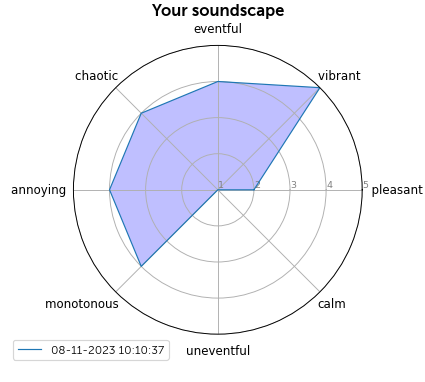 Your soundscape
eventful
chaotic
vibrant
annoying
1 2 3 4 5
pleasant
monotonous
calm
uneventful
08-11-2023 10:10:37